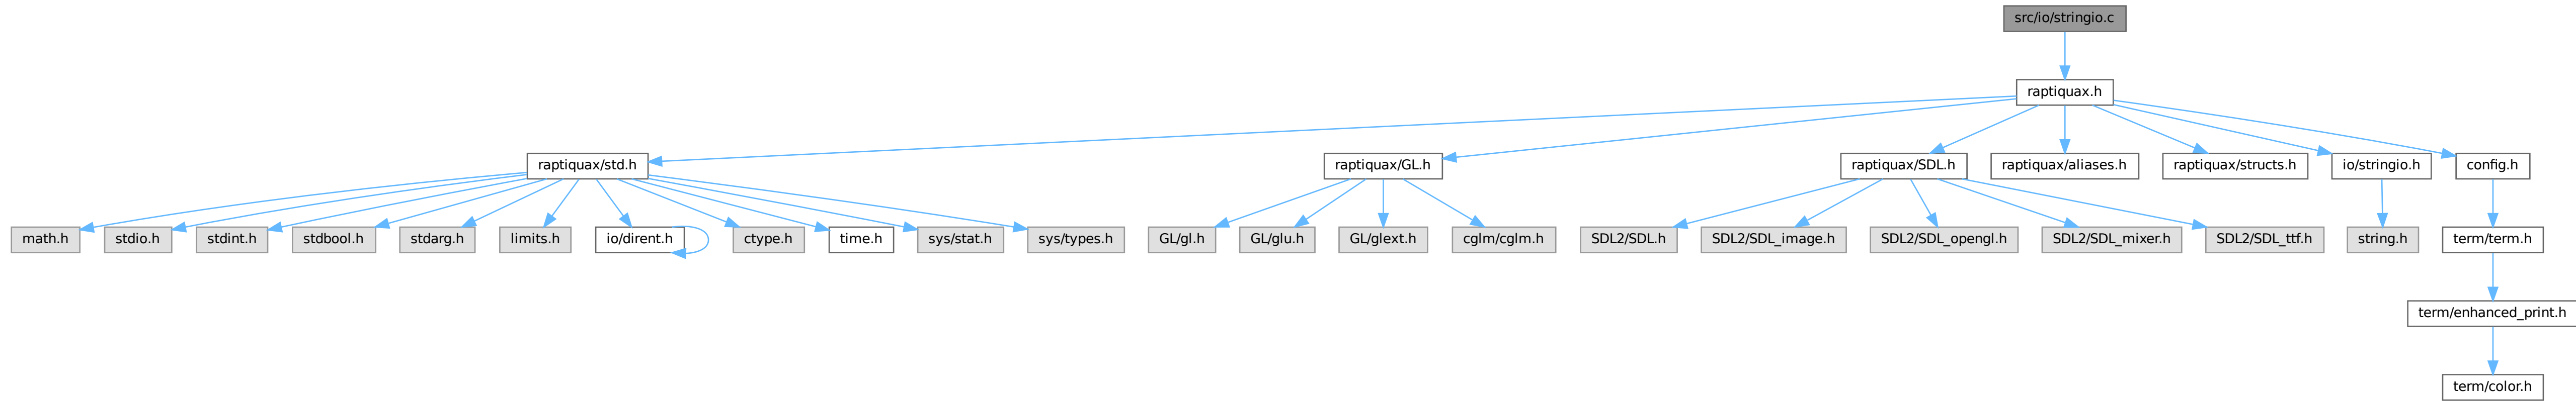 src/io/stringio.c
raptiquax.h
raptiquax/std.h
raptiquax/GL.h
raptiquax/SDL.h
raptiquax/aliases.h
raptiquax/structs.h
io/stringio.h
config.h
math.h
stdio.h
stdint.h
stdbool.h
stdarg.h
limits.h
io/dirent.h
ctype.h
time.h
sys/stat.h
sys/types.h
GL/gl.h
GL/glu.h
GL/glext.h
cglm/cglm.h
SDL2/SDL.h
SDL2/SDL_image.h
SDL2/SDL_opengl.h
SDL2/SDL_mixer.h
SDL2/SDL_ttf.h
string.h
term/term.h
term/enhanced_print.h
term/color.h